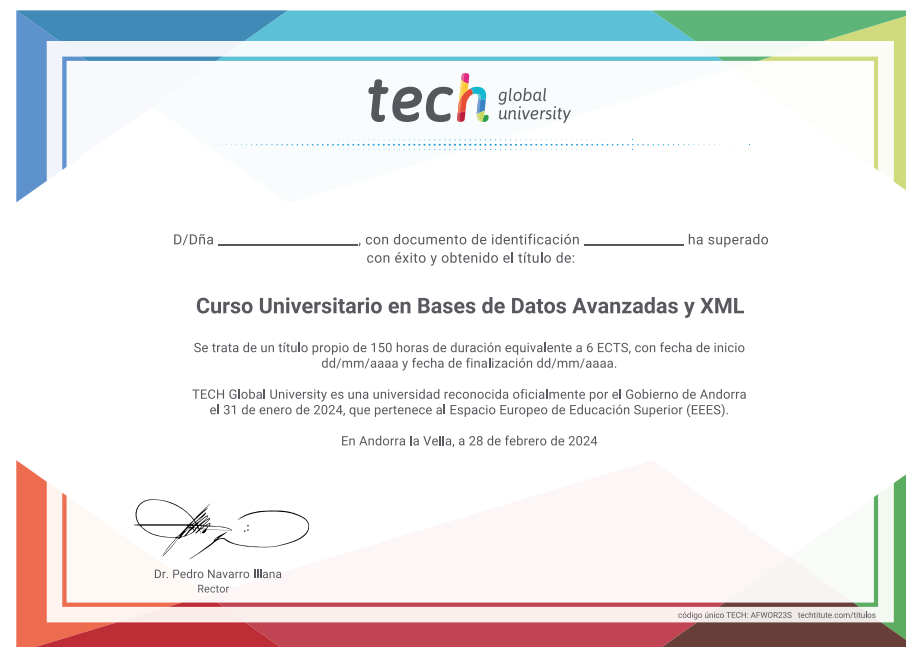 tech global university
D/Dña ______________, con documento de identificación __________ ha superado
con éxito y obtenido el título de:
Curso Universitario en Bases de Datos Avanzadas y XML
Se trata de un título propio de 150 horas de duración equivalente a 6 ECTS, con fecha de inicio
dd/mm/aaaa y fecha de finalización dd/mm/aaaa.
TECH Global University es una universidad reconocida oficialmente por el Gobierno de Andorra
el 31 de enero de 2024, que pertenece al Espacio Europeo de Educación Superior (EEES).
En Andorra la Vella, a 28 de febrero de 2024
Dr. Pedro Navarro Illana
Rector
código único TECH: AFWOR23S techtitute.com/titulos